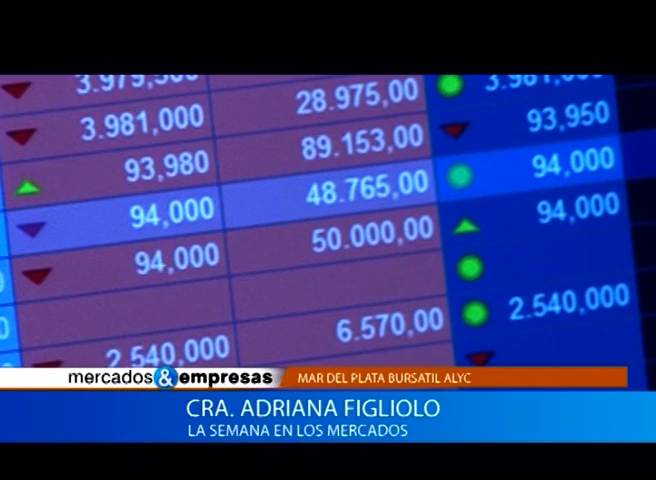 3.981,000 28.975,00 93,950
93,980 89.153,00 94,000
94,000 48.765,00 94,000
94,000 50.000,00
2.540,000 6.570,00 2.540,000
mercados&empresas MAR DEL PLATA BURSATIL ALYC
CRA. ADRIANA FIGLIOLO
LA SEMANA EN LOS MERCADOS